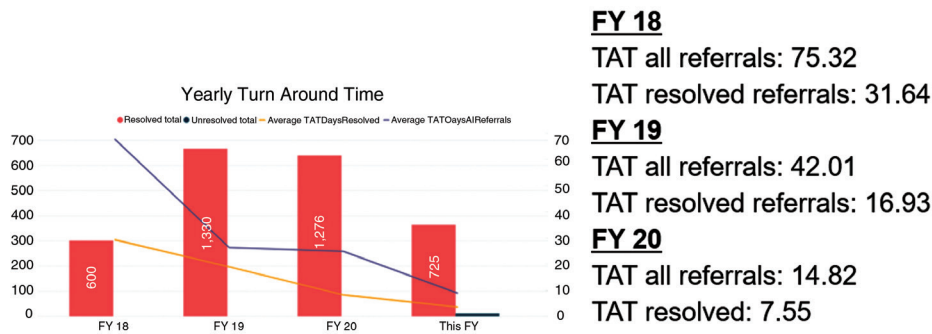 Yearly Turn Around Time
Resolved total Unresolved total Average TATDaysResolved Average TATOaysAIReferrals
700
600
500
400
300
200
100
0
70
60
50
40
30
20
10
0
600
1,330
1,276
725
FY 18
FY 19
FY 20
This FY
FY 18
TAT all referrals: 75.32
TAT resolved referrals: 31.64
FY 19
TAT all referrals: 42.01
TAT resolved referrals: 16.93
FY 20
TAT all referrals: 14.82
TAT resolved: 7.55